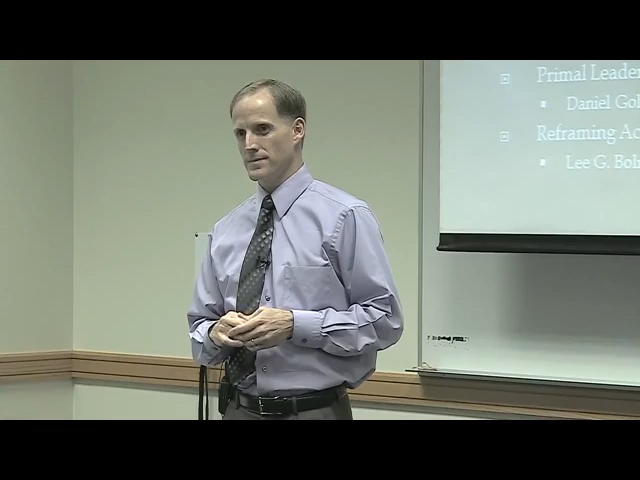 Primal Leader
Daniel Gol
Reframing Ac
Lee G. Bol